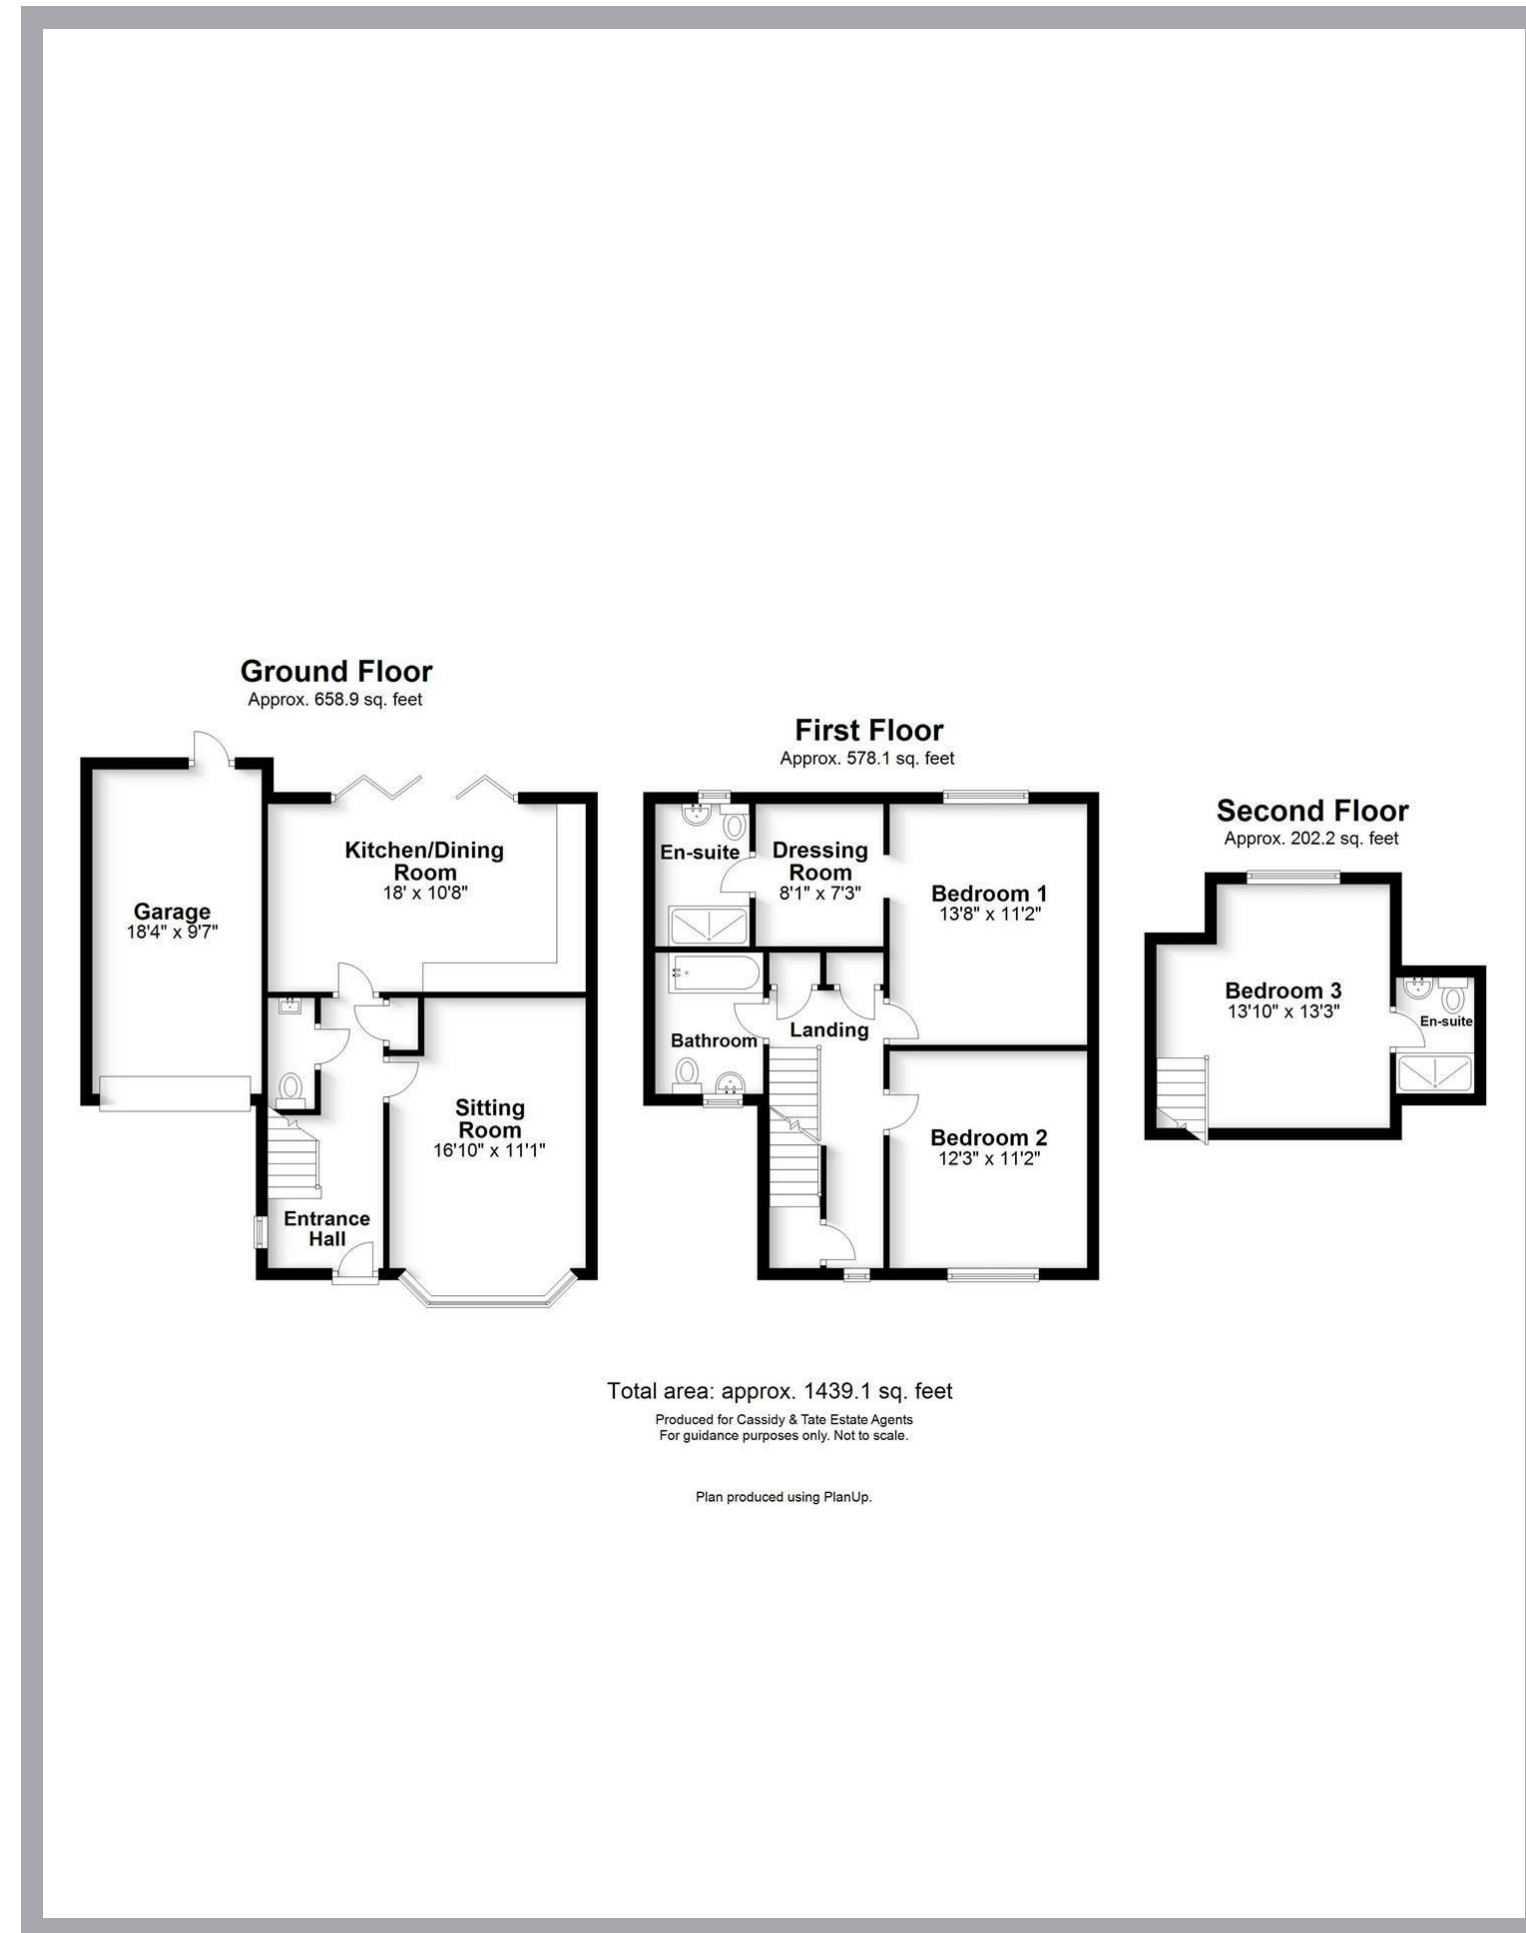 Ground Floor
Approx. 658.9 sq. feet
Garage
18'4" x 9'7"
Kitchen/Dining
Room
18' x 10'8"
Sitting
Room
16'10" x 11'1"
Entrance
Hall
First Floor
Approx. 578.1 sq. feet
En-suite
Dressing
Room
8'1" x 7'3"
Bedroom 1
13'8" x 11'2"
Bathroom
Landing
Bedroom 2
12'3" x 11'2"
Second Floor
Approx. 202.2 sq. feet
Bedroom 3
13'10" x 13'3"
En-suite
Total area: approx. 1439.1 sq. feet
Produced for Cassidy & Tate Estate Agents
For guidance purposes only. Not to scale.
Plan produced using PlanUp.